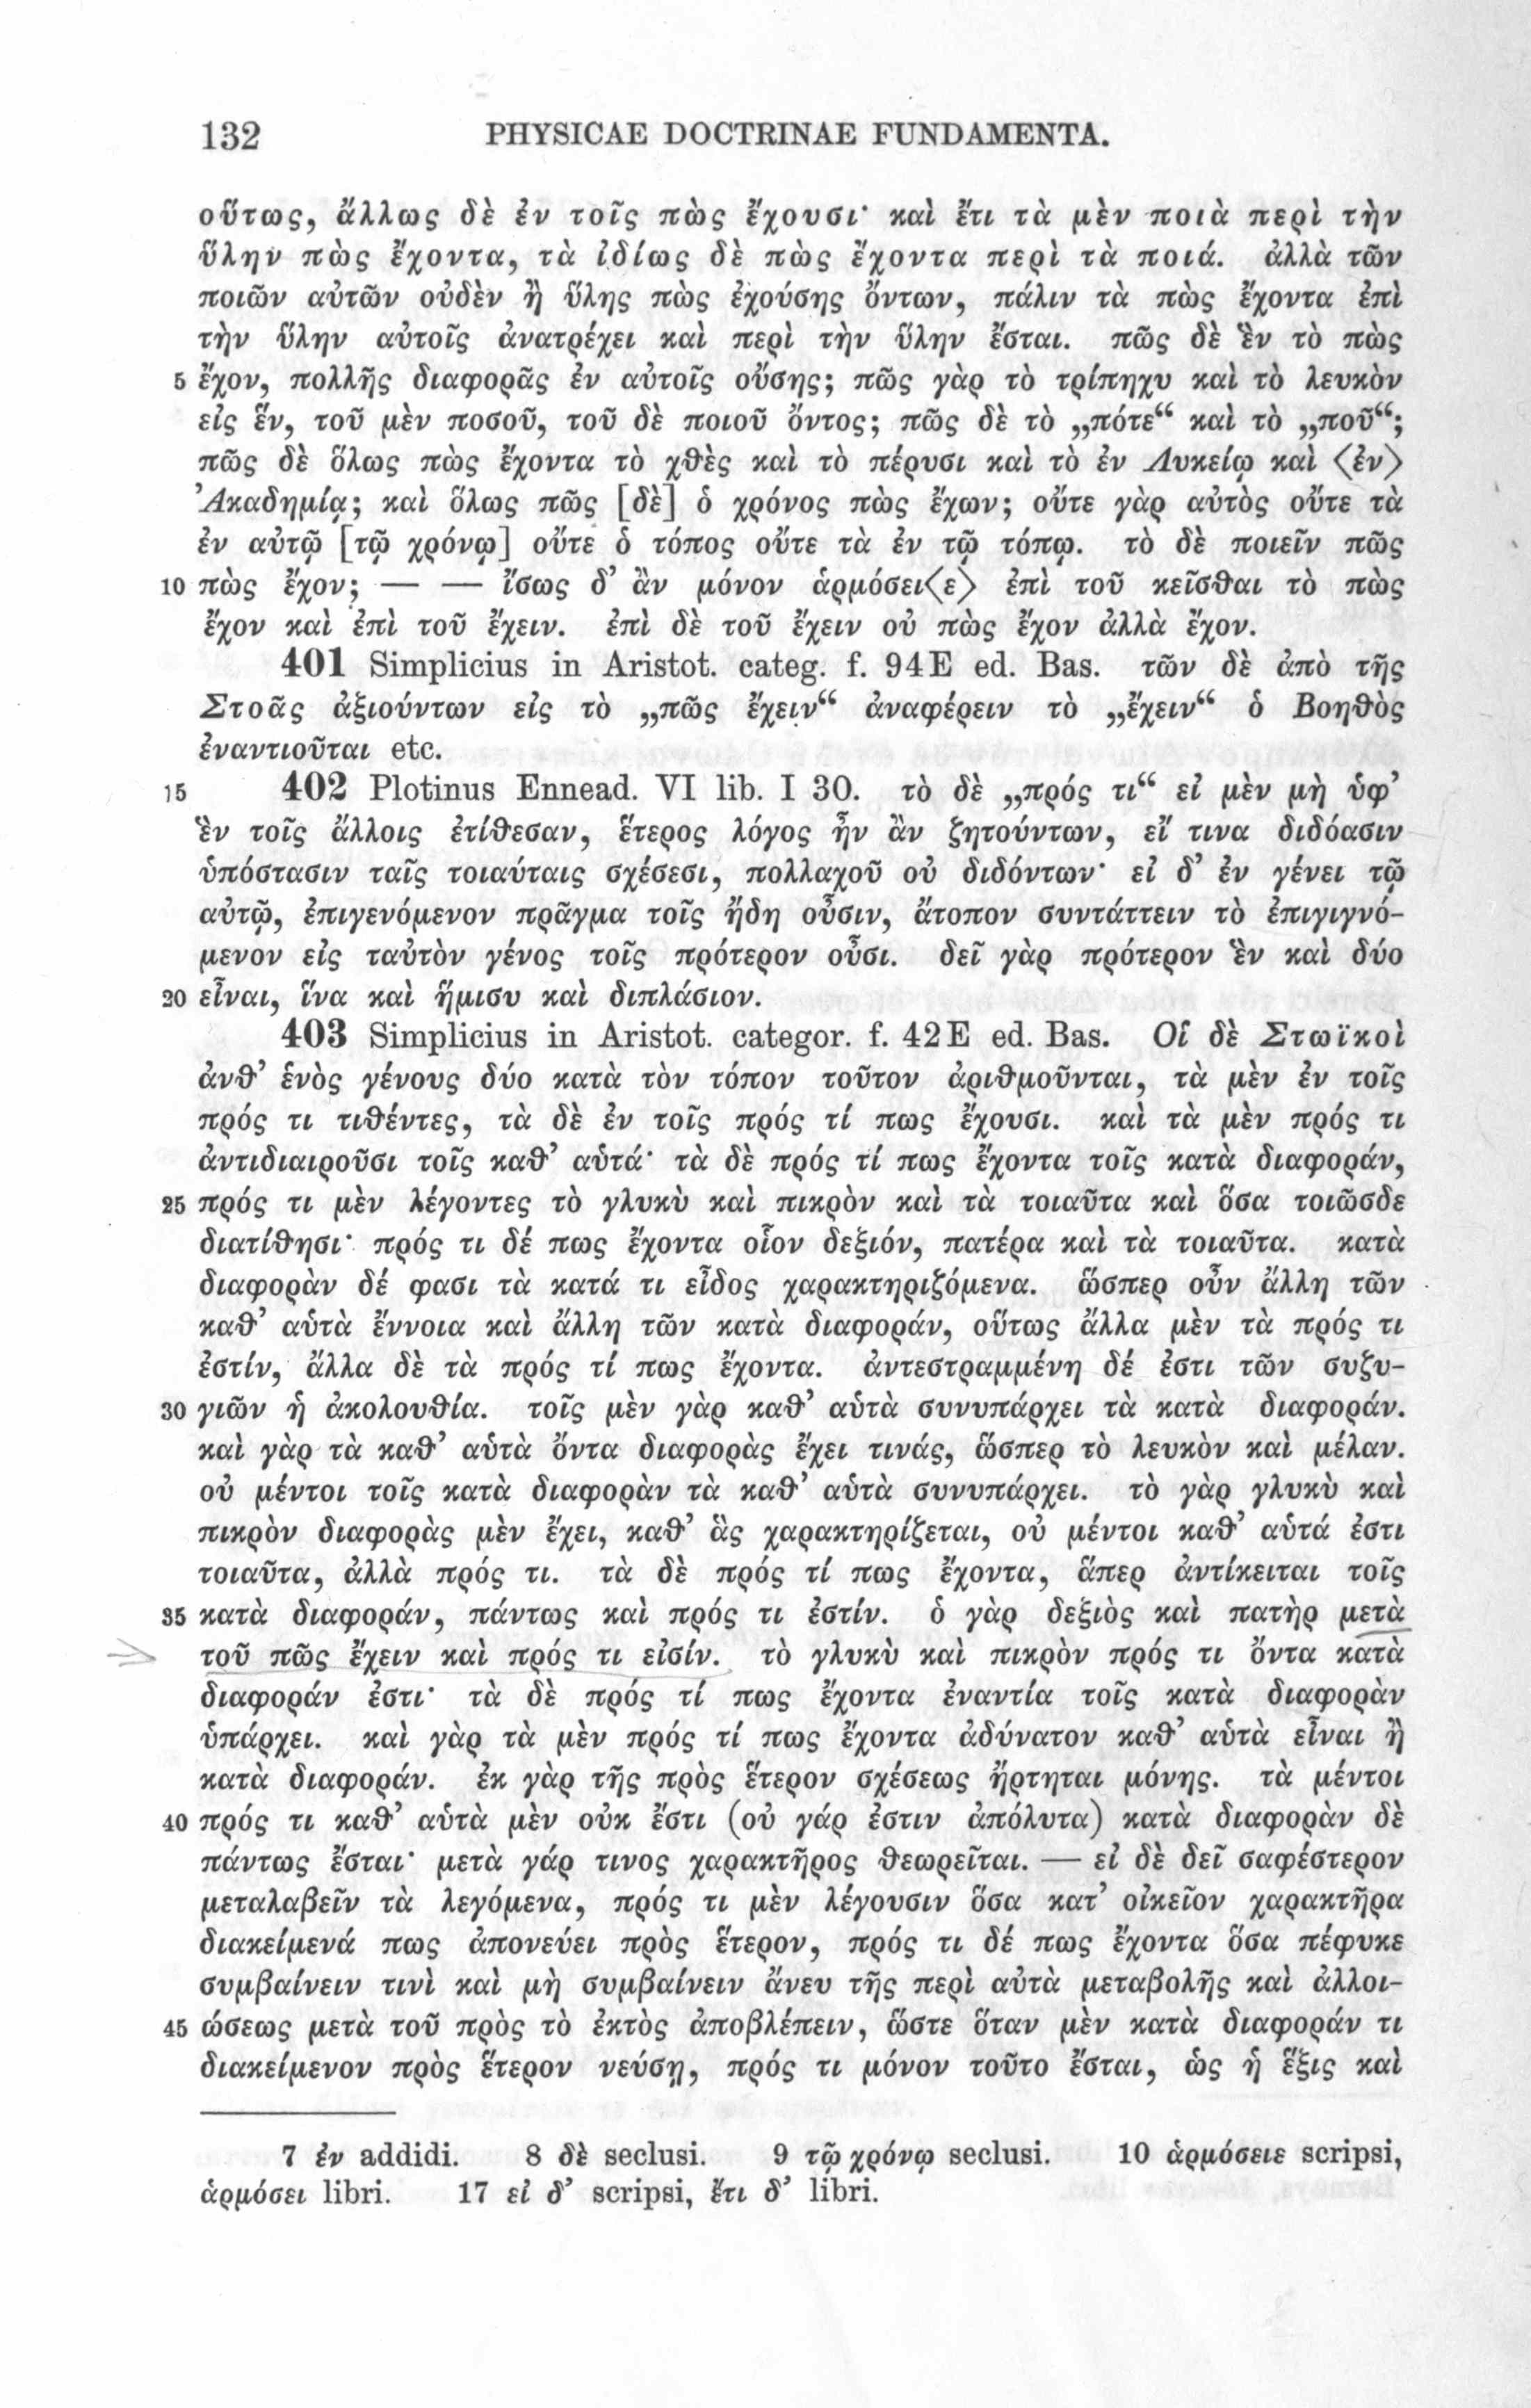 132 PHYSICAE DOCTRINAE FUNDAMENTA.
οὕτως, ἄλλως δὲ ἐν τοῖς πὼς ἔχουσι· καὶ ἔτι τὰ μὲν ποιὰ περὶ τὴν
ὕλην πὼς ἔχοντα, τὰ ἰδίως δὲ πὼς ἔχοντα περὶ τὰ ποιά. ἀλλὰ τῶν
ποιῶν αὐτῶν οὐδὲν ἢ ὕλης πὼς ἐχούσης ὄντων, πάλιν τὰ πὼς ἔχοντα ἐπὶ
τὴν ὕλην αὐτοῖς ἀνατρέχει καὶ περὶ τὴν ὕλην ἔσται. πῶς δὲ ἓν τὸ πὼς
5 ἔχον, πολλῆς διαφορᾶς ἐν αὐτοῖς οὔσης; πῶς γὰρ τὸ τρίπηχυ καὶ τὸ λευκὸν
εἰς ἕν, τοῦ μὲν ποσοῦ, τοῦ δὲ ποιοῦ ὄντος; πῶς δὲ τὸ „πότε“ καὶ τὸ „ποῦ“;
πῶς δὲ ὅλως πὼς ἔχοντα τὸ χθὲς καὶ τὸ πέρυσι καὶ τὸ ἐν Λυκείῳ καὶ ⟨ἐν⟩
Ἀκαδημίᾳ; καὶ ὅλως πῶς [δὲ] ὁ χρόνος πὼς ἔχων; οὔτε γὰρ αὐτὸς οὔτε τὰ
ἐν αὐτῷ [τῷ χρόνῳ] οὔτε ὁ τόπος οὔτε τὰ ἐν τῷ τόπῳ. τὸ δὲ ποιεῖν πῶς
10 πὼς ἔχον; — — ἴσως δ’ ἂν μόνον ἁρμόσει⟨ε⟩ ἐπὶ τοῦ κεῖσθαι τὸ πὼς
ἔχον καὶ ἐπὶ τοῦ ἔχειν. ἐπὶ δὲ τοῦ ἔχειν οὐ πὼς ἔχον ἀλλὰ ἔχον.
401 Simplicius in Aristot. categ. f. 94 E ed. Bas. τῶν δὲ ἀπὸ τῆς
Στοᾶς ἀξιούντων εἰς τὸ „πῶς ἔχειν“ ἀναφέρειν τὸ „ἔχειν“ ὁ Βοηθὸς
ἐναντιοῦται etc.
15 402 Plotinus Ennead. VI lib. I 30. τὸ δὲ „πρός τι“ εἰ μὲν μὴ ὑφ’
ἓν τοῖς ἄλλοις ἐτίθεσαν, ἕτερος λόγος ἦν ἂν ζητούντων, εἴ τινα διδόασιν
ὑπόστασιν ταῖς τοιαύταις σχέσεσι, πολλαχοῦ οὐ διδόντων· εἰ δ’ ἐν γένει τῷ
αὐτῷ, ἐπιγενόμενον πρᾶγμα τοῖς ἤδη οὖσιν, ἄτοπον συντάττειν τὸ ἐπιγιγνό-
μενον εἰς ταὐτὸν γένος τοῖς πρότερον οὖσι. δεῖ γὰρ πρότερον ἓν καὶ δύο
20 εἶναι, ἵνα καὶ ἥμισυ καὶ διπλάσιον.
403 Simplicius in Aristot. categor. f. 42 E ed. Bas. Οἱ δὲ Στωϊκοὶ
ἀνθ’ ἑνὸς γένους δύο κατὰ τὸν τόπον τοῦτον ἀριθμοῦνται, τὰ μὲν ἐν τοῖς
πρός τι τιθέντες, τὰ δὲ ἐν τοῖς πρός τί πως ἔχουσι. καὶ τὰ μὲν πρός τι
ἀντιδιαιροῦσι τοῖς καθ’ αὑτά· τὰ δὲ πρός τί πως ἔχοντα τοῖς κατὰ διαφοράν,
25 πρός τι μὲν λέγοντες τὸ γλυκὺ καὶ πικρὸν καὶ τὰ τοιαῦτα καὶ ὅσα τοιῶσδε
διατίθησι· πρός τι δέ πως ἔχοντα οἷον δεξιόν, πατέρα καὶ τὰ τοιαῦτα. κατὰ
διαφορὰν δέ φασι τὰ κατά τι εἶδος χαρακτηριζόμενα. ὥσπερ οὖν ἄλλη τῶν
καθ’ αὑτὰ ἔννοια καὶ ἄλλη τῶν κατὰ διαφοράν, οὕτως ἄλλα μὲν τὰ πρός τι
ἐστίν, ἄλλα δὲ τὰ πρός τί πως ἔχοντα. ἀντεστραμμένη δέ ἐστι τῶν συζυ-
30 γιῶν ἡ ἀκολουθία. τοῖς μὲν γὰρ καθ’ αὑτὰ συνυπάρχει τὰ κατὰ διαφοράν.
καὶ γὰρ τὰ καθ’ αὑτὰ ὄντα διαφορὰς ἔχει τινάς, ὥσπερ τὸ λευκὸν καὶ μέλαν.
οὐ μέντοι τοῖς κατὰ διαφορὰν τὰ καθ’ αὑτὰ συνυπάρχει. τὸ γὰρ γλυκὺ καὶ
πικρὸν διαφορὰς μὲν ἔχει, καθ’ ἃς χαρακτηρίζεται, οὐ μέντοι καθ’ αὑτά ἐστι
τοιαῦτα, ἀλλὰ πρός τι. τὰ δὲ πρός τί πως ἔχοντα, ἅπερ ἀντίκειται τοῖς
35 κατὰ διαφοράν, πάντως καὶ πρός τι ἐστίν. ὁ γὰρ δεξιὸς καὶ πατὴρ μετὰ
τοῦ πῶς ἔχειν καὶ πρός τι εἰσίν. τὸ γλυκὺ καὶ πικρὸν πρός τι ὄντα κατὰ
διαφοράν ἐστι· τὰ δὲ πρός τί πως ἔχοντα ἐναντία τοῖς κατὰ διαφορὰν
ὑπάρχει. καὶ γὰρ τὰ μὲν πρός τί πως ἔχοντα ἀδύνατον καθ’ αὑτὰ εἶναι ἢ
κατὰ διαφοράν. ἐκ γὰρ τῆς πρὸς ἕτερον σχέσεως ἤρτηται μόνης. τὰ μέντοι
40 πρός τι καθ’ αὑτὰ μὲν οὐκ ἔστι (οὐ γάρ ἐστιν ἀπόλυτα) κατὰ διαφορὰν δὲ
πάντως ἔσται· μετὰ γάρ τινος χαρακτῆρος θεωρεῖται. — εἰ δὲ δεῖ σαφέστερον
μεταλαβεῖν τὰ λεγόμενα, πρός τι μὲν λέγουσιν ὅσα κατ’ οἰκεῖον χαρακτῆρα
διακείμενά πως ἀπονεύει πρὸς ἕτερον, πρός τι δέ πως ἔχοντα ὅσα πέφυκε
συμβαίνειν τινὶ καὶ μὴ συμβαίνειν ἄνευ τῆς περὶ αὐτὰ μεταβολῆς καὶ ἀλλοι-
45 ώσεως μετὰ τοῦ πρὸς τὸ ἐκτὸς ἀποβλέπειν, ὥστε ὅταν μὲν κατὰ διαφοράν τι
διακείμενον πρὸς ἕτερον νεύσῃ, πρός τι μόνον τοῦτο ἔσται, ὡς ἡ ἕξις καὶ
7 ἐν addidi. 8 δὲ seclusi. 9 τῷ χρόνῳ seclusi. 10 ἁρμόσειε scripsi,
ἁρμόσει libri. 17 εἰ δ’ scripsi, ἔτι δ’ libri.